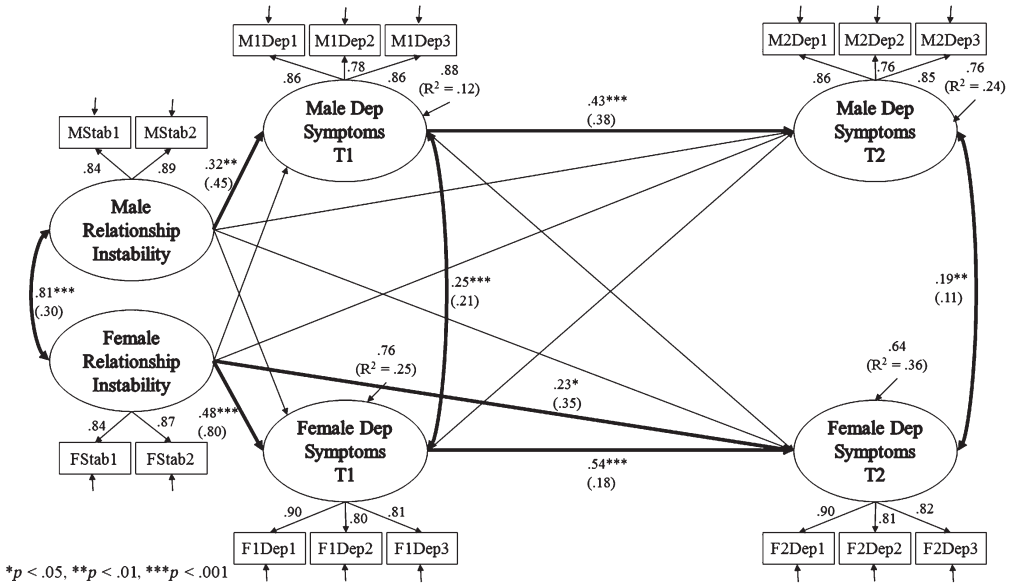 M1Dep1 M1Dep2 M1Dep3
M2Dep1 M2Dep2 M2Dep3
.86 .78 .86 .88
(R² = .12)
.86 .76 .85 .76
(R² = .24)
Male Dep
Symptoms
T1
.43***
(.38)
Male Dep
Symptoms
T2
MStab1 MStab2
.84 .89
.32**
(.45)
Male
Relationship
Instability
.81***
(.30)
.25***
(.21)
.19**
(.11)
Female
Relationship
Instability
.76
(R² = .25)
.64
(R² = .36)
.23*
(.35)
.84 .87
.48***
(.80)
FStab1 FStab2
Female Dep
Symptoms
T1
.54***
(.18)
Female Dep
Symptoms
T2
.90 .80 .81
.90 .81 .82
F1Dep1 F1Dep2 F1Dep3
F2Dep1 F2Dep2 F2Dep3
*p < .05, **p < .01, ***p < .001